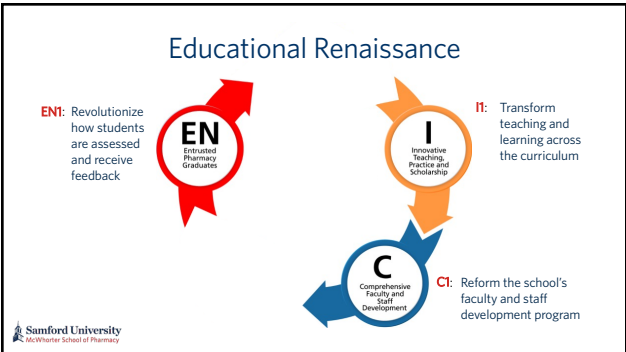 Educational Renaissance
EN1: Revolutionize
how students
are assessed
and receive
feedback
EN
Entrusted
Pharmacy
Graduates
I
Innovative
Teaching,
Practice and
Scholarship
I1: Transform
teaching and
learning across
the curriculum
C
Comprehensive
Faculty and
Staff
Development
C1: Reform the school's
faculty and staff
development program
Samford University
McWhorter School of Pharmacy